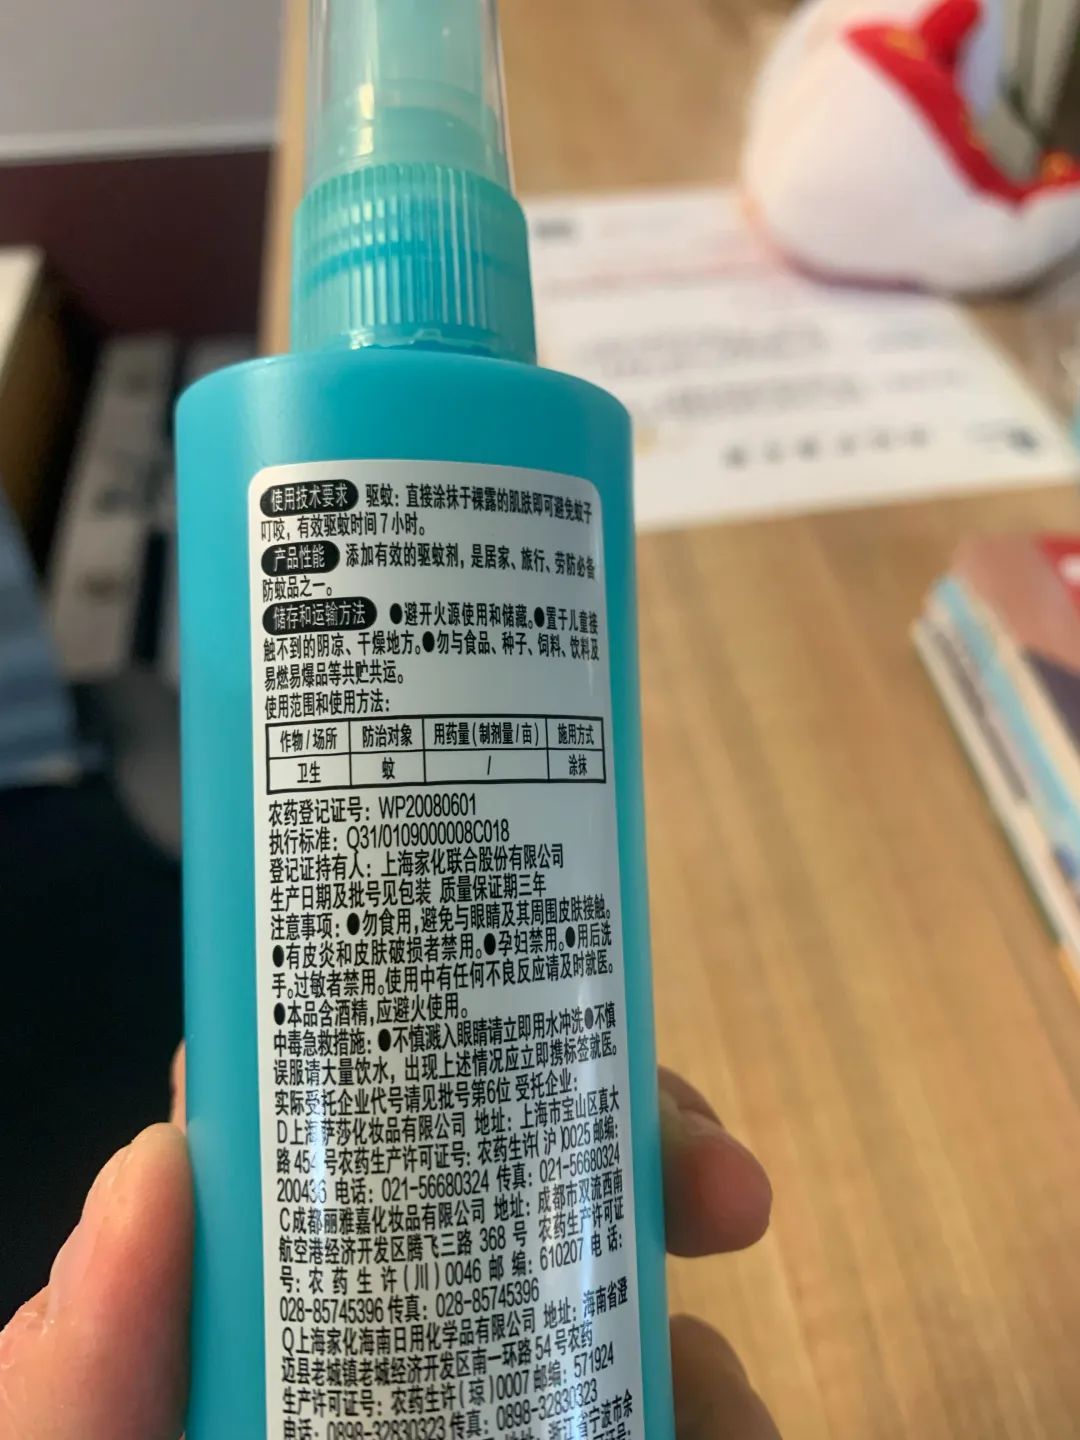 使用技术要求 驱蚊：直接涂抹于裸露的肌肤即可避免蚊子
叮咬，有效驱蚊时间7小时。
产品性能 添加有效的驱蚊剂，是居家、旅行、劳防必备
防蚊品之一。
储存和运输方法 ●避开火源使用和储藏。●置于儿童接
触不到的阴凉、干燥地方。●勿与食品、种子、饲料、饮料及
易燃易爆品等共贮共运。
使用范围和使用方法：
作物/场所 防治对象 用药量(制剂量/亩) 施用方式
卫生 蚊 / 涂抹
农药登记证号：WP20080601
执行标准：Q31/0109000008C018
登记证持有人：上海家化联合股份有限公司
生产日期及批号见包装 质量保证期三年
注意事项：●勿食用，避免与眼睛及其周围皮肤接触。
●有皮炎和皮肤破损者禁用。●孕妇禁用。●用后洗
手。过敏者禁用。使用中有任何不良反应请及时就医。
●本品含酒精，应避火使用。
中毒急救措施：●不慎溅入眼睛请立即用水冲洗●不慎
误服请大量饮水，出现上述情况应立即携标签就医。
实际受托企业代号请见批号第6位 受托企业：
D上海萨莎化妆品有限公司 地址：上海市宝山区真大
路454号农药生产许可证号：农药生许(沪)0025邮编：
200436 电话：021-56680324 传真：021-56680324
C成都丽雅嘉化妆品有限公司 地址：成都市双流西南
航空港经济开发区腾飞三路 368 号 农药生产许可证
号：农药生许(川)0046 邮编：610207 电话：
028-85745396 传真：028-85745396
Q上海家化海南日用化学品有限公司 地址：海南省澄
迈县老城镇老城经济开发区南一环路54号农药
生产许可证号：农药生许(琼)0007 邮编：571924
电话：0898-32830323 传真：0898-32830323
地址：浙江省宁波市余